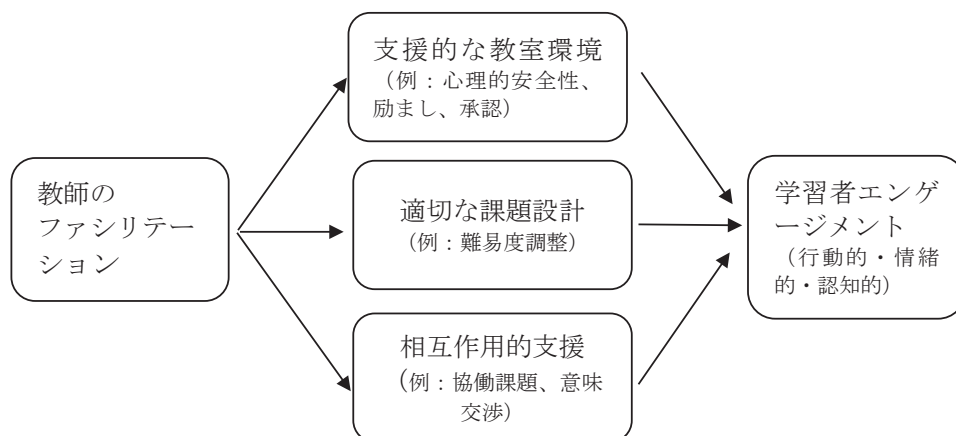 支援的な教室環境
（例：心理的安全性、
励まし、承認）
教師の
ファシリテー
ション
適切な課題設計
（例：難易度調整）
学習者エンゲ
ージメント
（行動的・情緒
的・認知的）
相互作用的支援
(例：協働課題、意味
交渉）